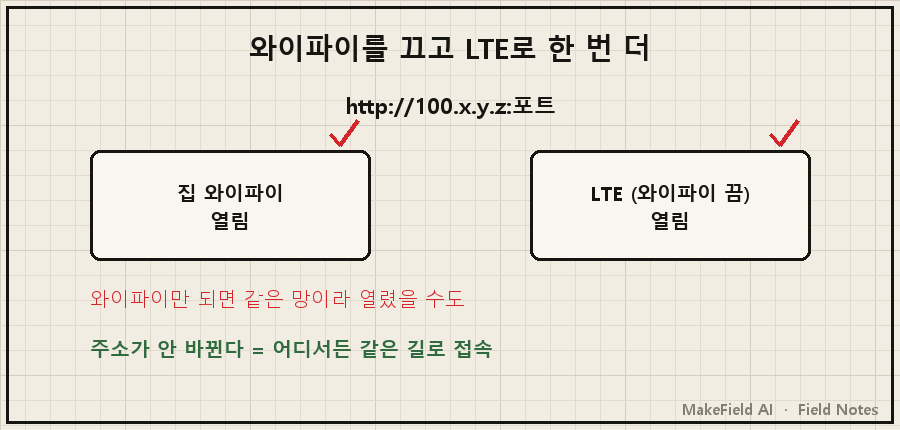 와이파이를 끄고 LTE로 한 번 더
http://100.x.y.z:포트
집 와이파이
열림
LTE (와이파이 끔)
열림
와이파이만 되면 같은 망이라 열렸을 수도
주소가 안 바뀐다 = 어디서든 같은 길로 접속
MakeField AI · Field Notes